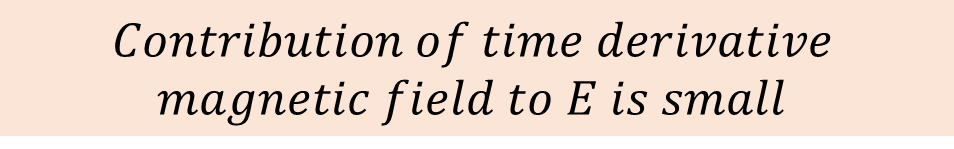 Contribution of time derivative
magnetic field to E is small